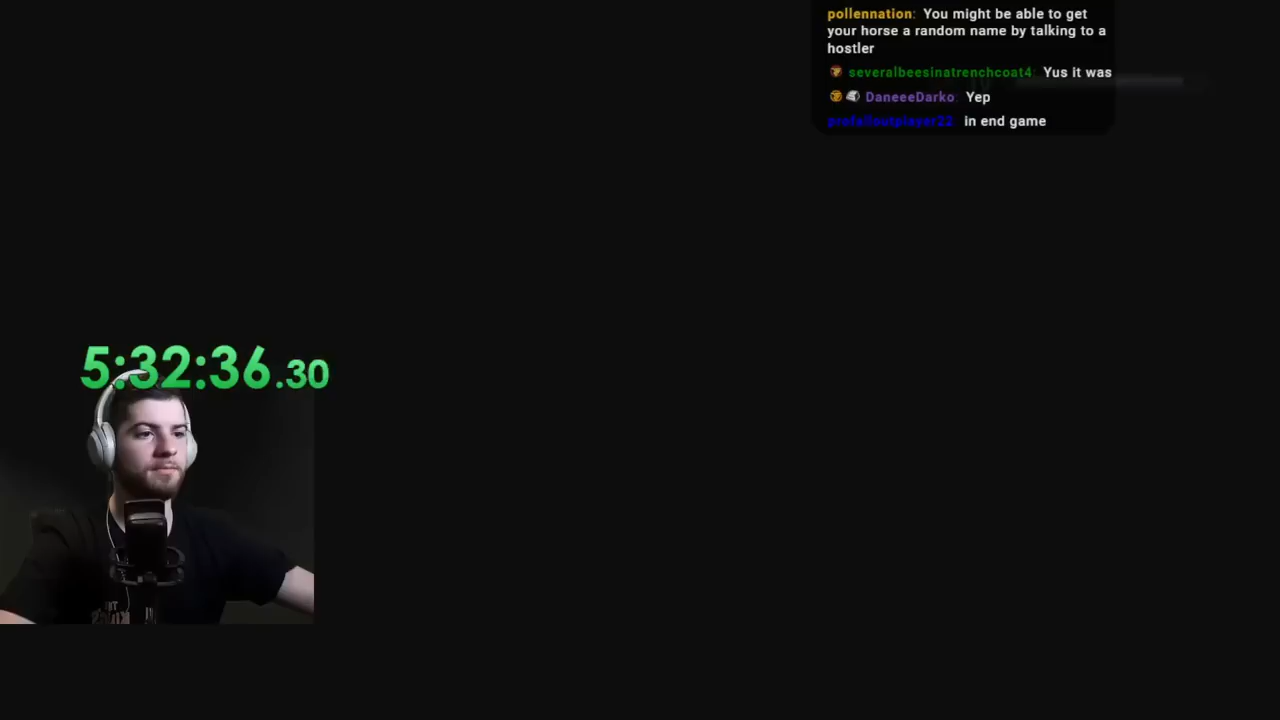 pollennation: You might be able to get
your horse a random name by talking to a
hostler
severalbeesinatrenchcoat4: Yus it was
DaneeeDarko: Yep
profalloutplayer22: in end game
5:32:36.30